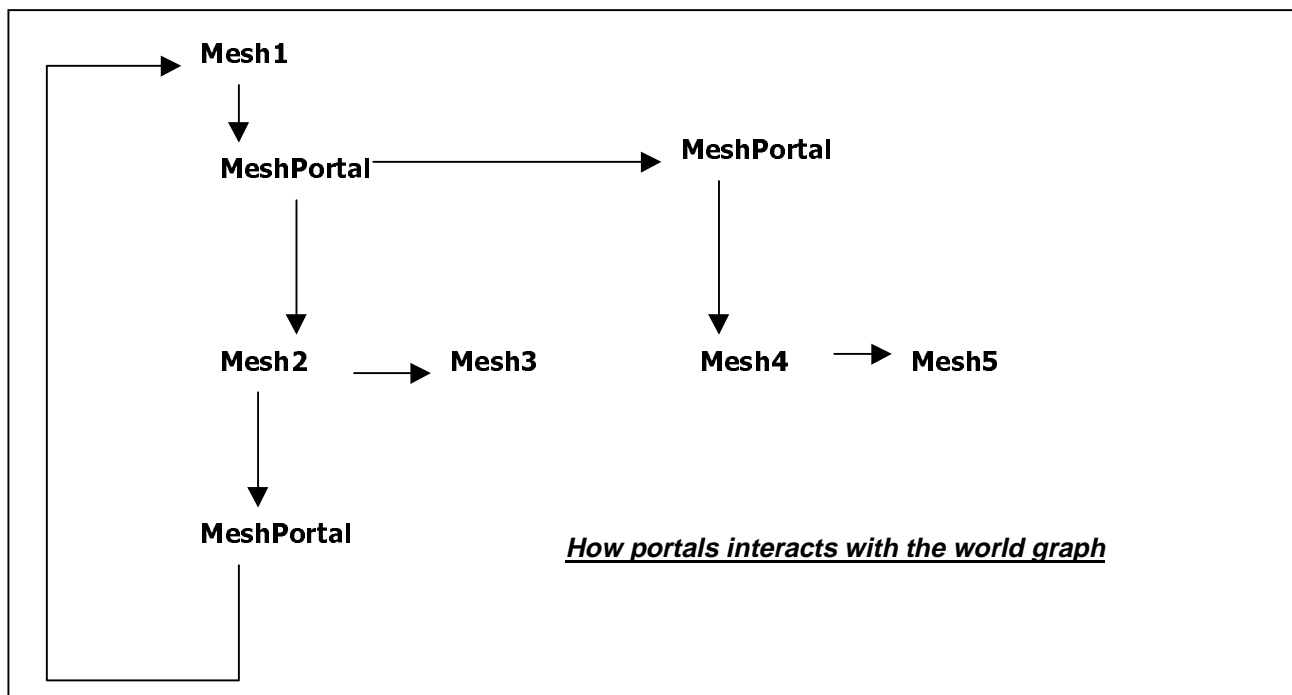 Mesh1
MeshPortal
MeshPortal
Mesh2
Mesh3
Mesh4
Mesh5
MeshPortal
How portals interacts with the world graph